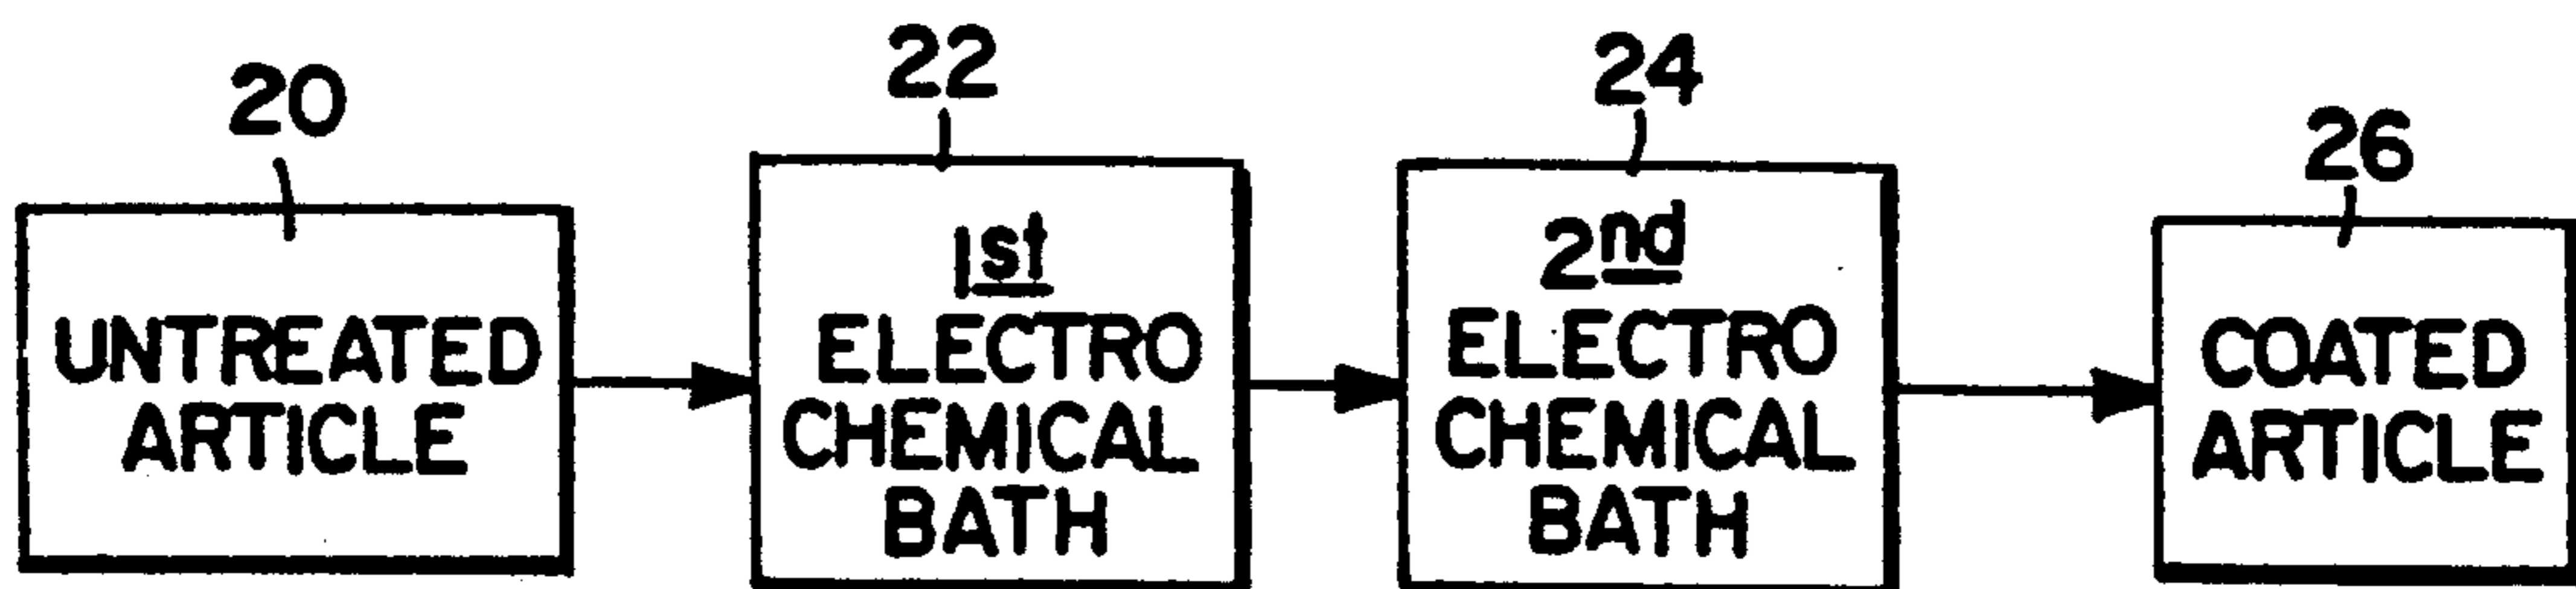 20
22
24
26
UNTREATED
ARTICLE
1st
ELECTRO
CHEMICAL
BATH
2nd
ELECTRO
CHEMICAL
BATH
COATED
ARTICLE